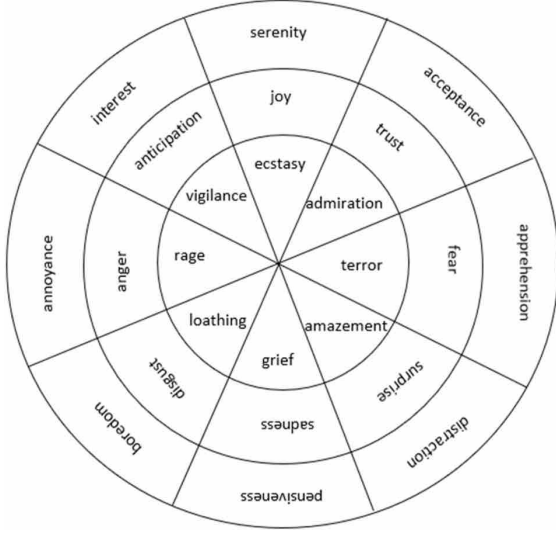 serenity
joy
ecstasy
acceptance
trust
admiration
apprehension
fear
terror
distraction
surprise
amazement
pensiveness
sadness
grief
boredom
disgust
loathing
annoyance
anger
rage
interest
anticipation
vigilance